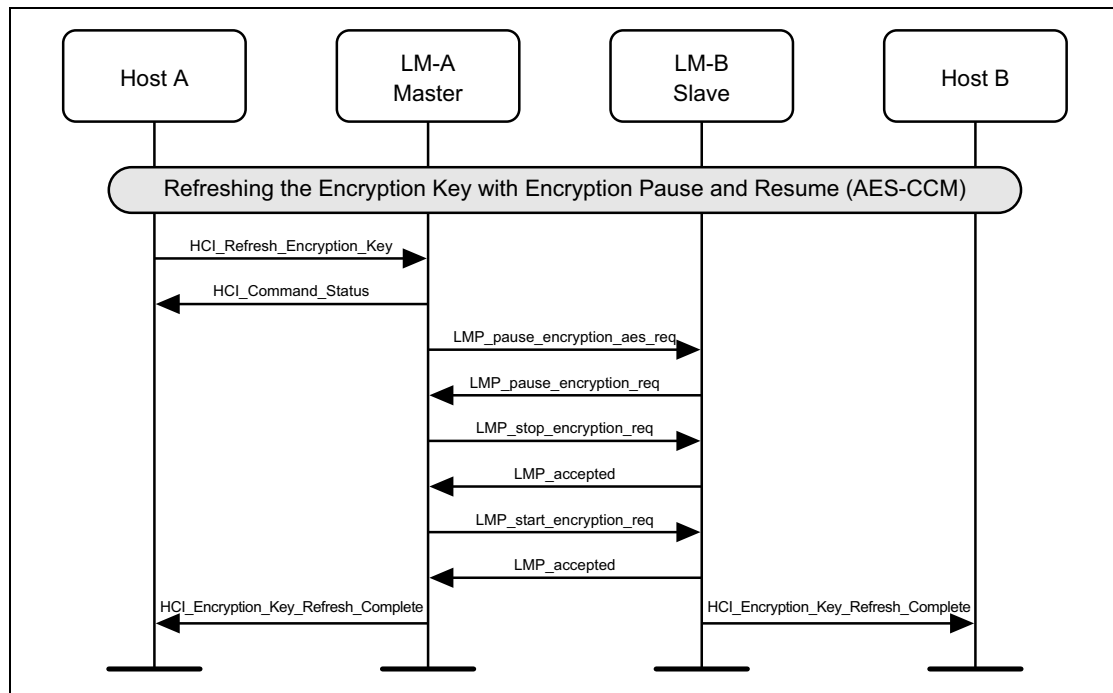 Host A
LM-A
Master
LM-B
Slave
Host B
Refreshing the Encryption Key with Encryption Pause and Resume (AES-CCM)
HCI_Refresh_Encryption_Key
HCI_Command_Status
LMP_pause_encryption_aes_req
LMP_pause_encryption_req
LMP_stop_encryption_req
LMP_accepted
LMP_start_encryption_req
LMP_accepted
HCI_Encryption_Key_Refresh_Complete
HCI_Encryption_Key_Refresh_Complete